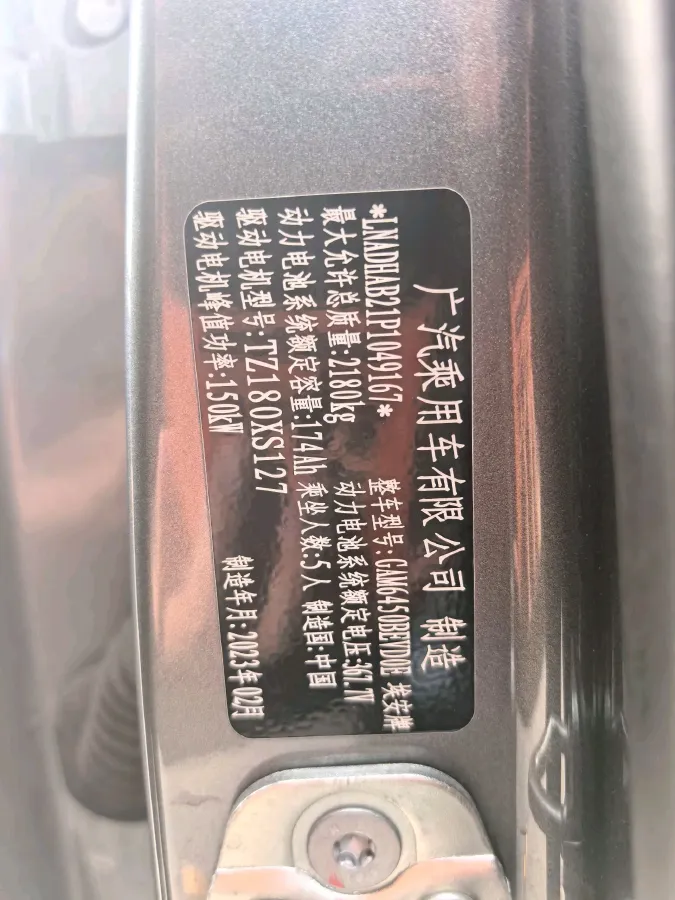 广汽乘用车有限公司 制造
*LNADHAB21P1049167* 整车型号:GAM6450BEVD0E 埃安牌
最大允许总质量:2180kg 动力电池系统额定电压:367.7V
动力电池系统额定容量:174Ah 乘坐人数:5人 制造国:中国
驱动电机型号:TZ180XS127
驱动电机峰值功率:150kW 制造年月:2023年02月